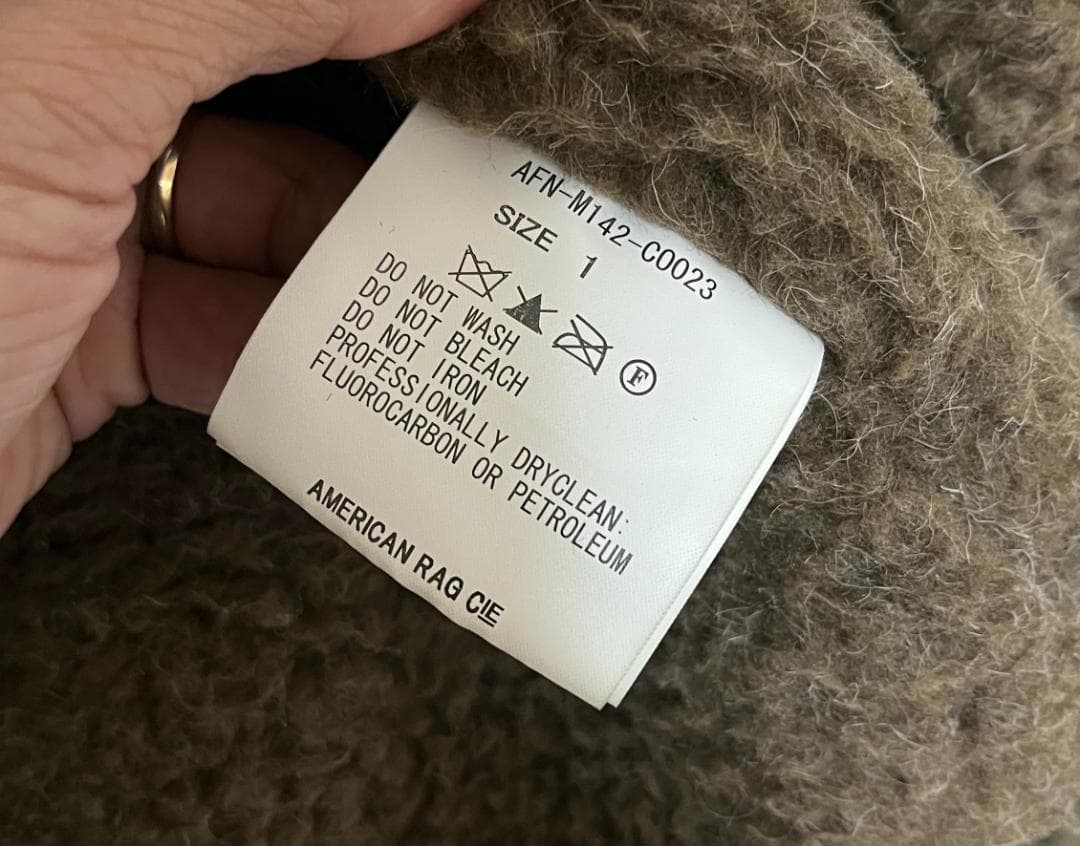 AFN-M142-C0023
SIZE 1
F
DO NOT WASH
DO NOT BLEACH
DO NOT IRON
PROFESSIONALLY DRYCLEAN:
FLUOROCARBON OR PETROLEUM
AMERICAN RAG CIE